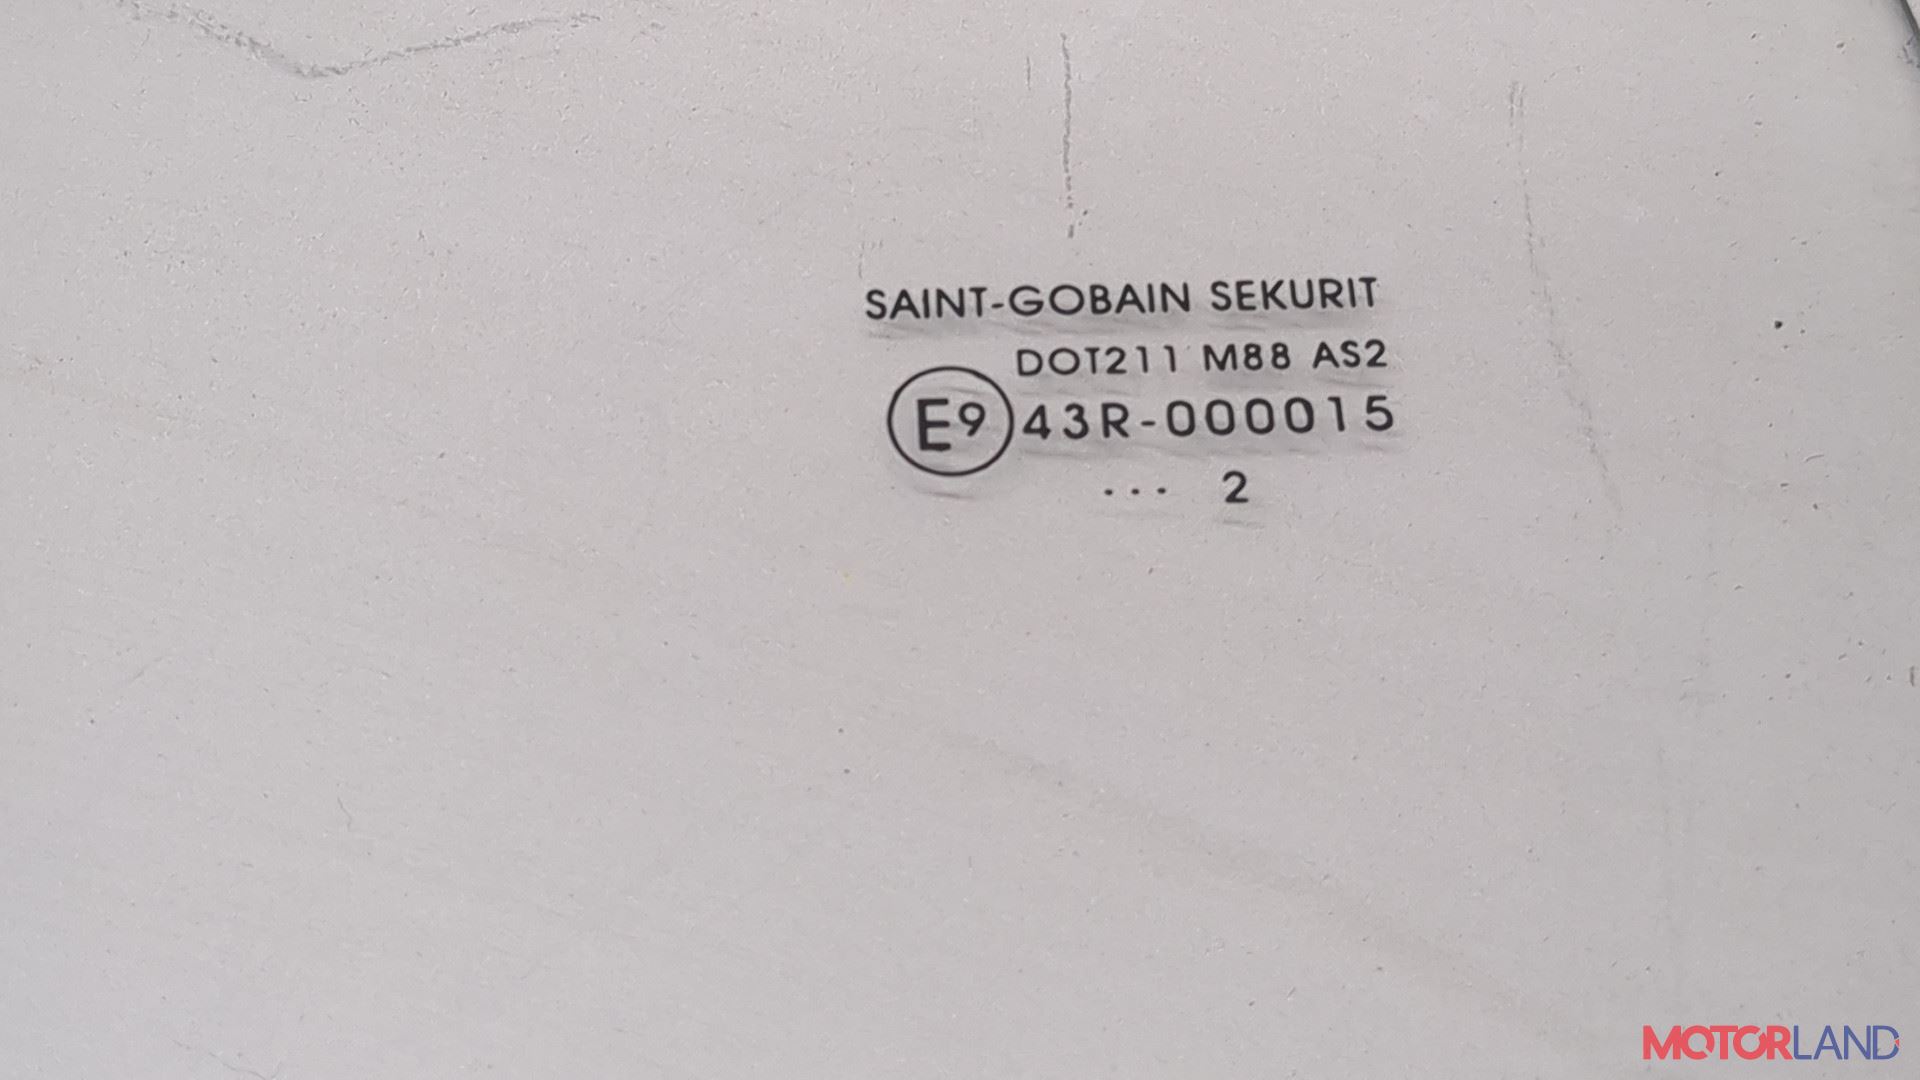 SAINT-GOBAIN SEKURIT
DOT211 M88 AS2
E9 43R-000015
... 2
MOTORLAND